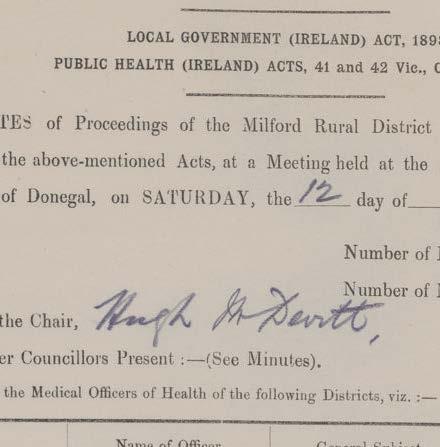 LOCAL GOVERNMENT (IRELAND) ACT, 189
PUBLIC HEALTH (IRELAND) ACTS, 41 and 42 Vic.,
TES of Proceedings of the Milford Rural District
the above-mentioned Acts, at a Meeting held at the
of Donegal, on SATURDAY, the 12 day of
Number of
Number of
the Chair, Hugh McDevitt,
er Councillors Present :—(See Minutes).
the Medical Officers of Health of the following Districts, viz. :—
Name of Officer
General Subject